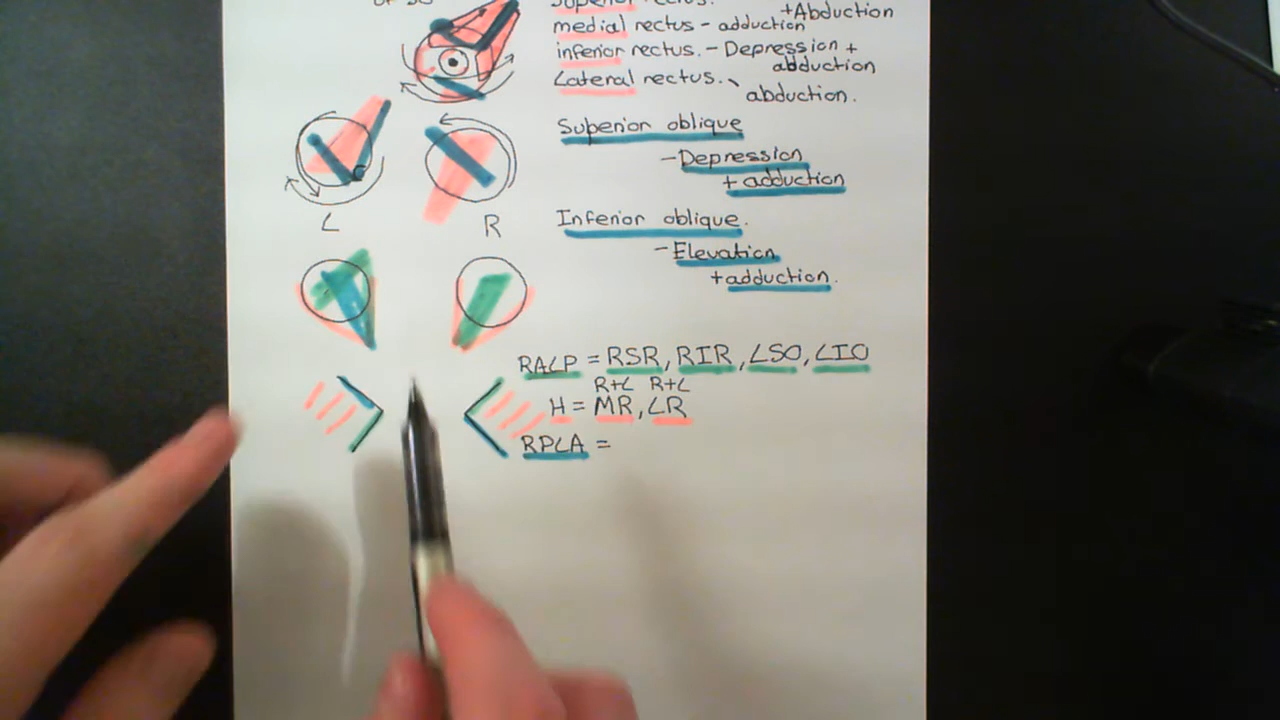 +Abduction
medial rectus - adduction
inferior rectus. - Depression +
abduction
Lateral rectus.
abduction.
Superior oblique
- Depression
+ adduction
L
R
Inferior oblique.
- Elevation
+ adduction.
RALP = RSR, RIR, LSO, LIO
R+L R+L
H = MR, LR
RPLA =